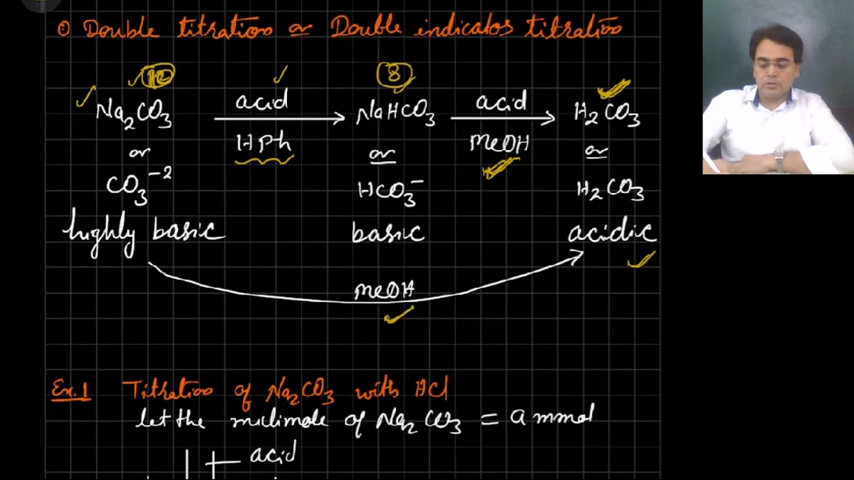 ⊙ Double titration or Double indicator titration
10 8
Na2CO3 acid NaHCO3 acid H2CO3
HPh MeOH
or or or
CO3⁻² HCO3⁻ H2CO3
highly basic basic acidic
MeOH
Ex.1 Titration of Na2CO3 with HCl
let the milimole of Na2CO3 = a mmol
acid